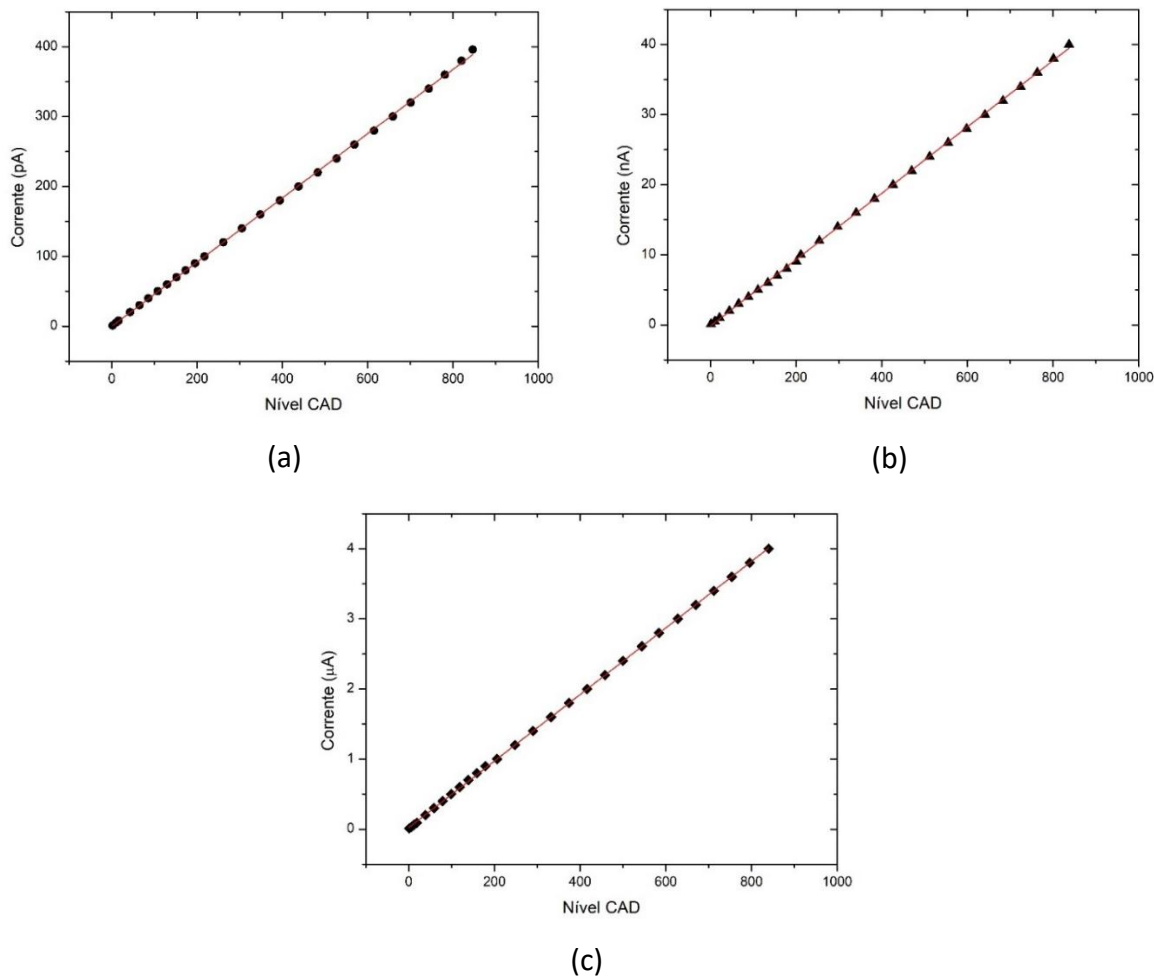 400
300
200
100
0
Corrente (pA)
0 200 400 600 800 1000
Nível CAD
(a)
40
30
20
10
0
Corrente (nA)
0 200 400 600 800 1000
Nível CAD
(b)
4
3
2
1
0
Corrente (μA)
0 200 400 600 800 1000
Nível CAD
(c)